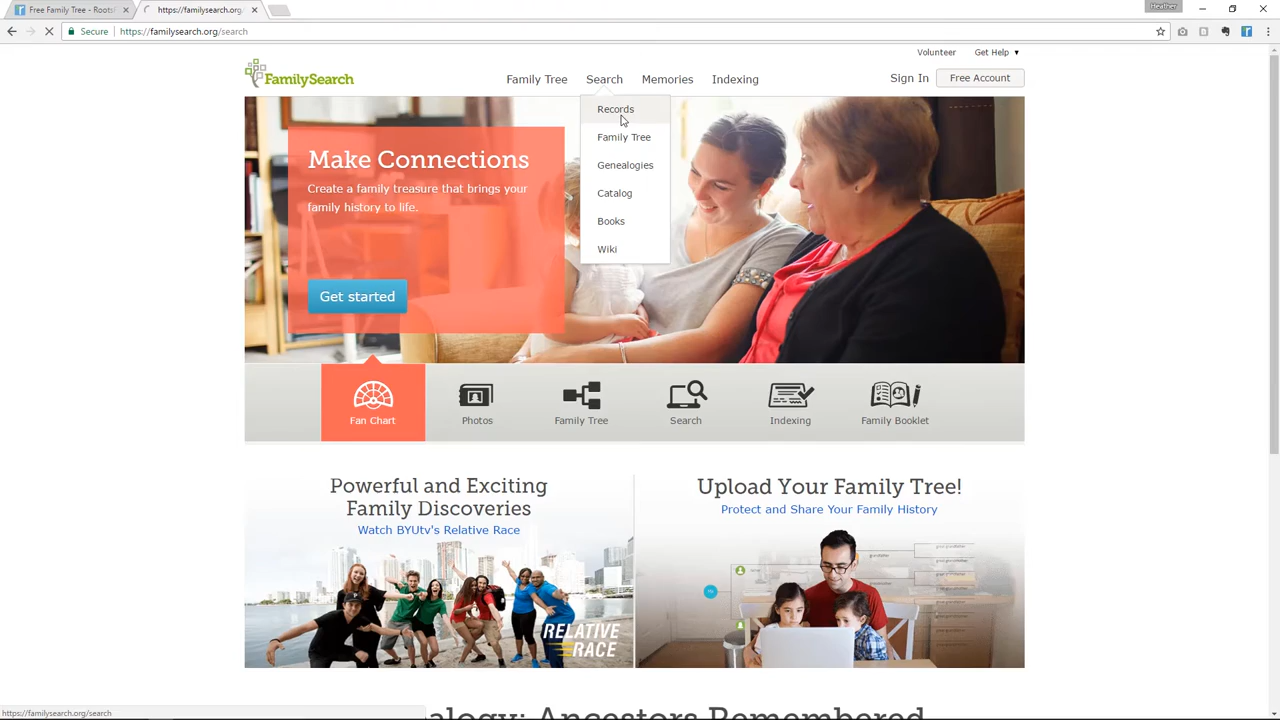 Free Family Tree - Roots
https://familysearch.org
Heather
Secure
https://familysearch.org/search
Volunteer
Get Help
FamilySearch
Family Tree
Search
Memories
Indexing
Sign In
Free Account
Records
Family Tree
Genealogies
Catalog
Books
Wiki
Make Connections
Create a family treasure that brings your
family history to life.
Get started
Fan Chart
Photos
Family Tree
Search
Indexing
Family Booklet
Powerful and Exciting
Family Discoveries
Watch BYUtv's Relative Race
RELATIVE
RACE
Upload Your Family Tree!
Protect and Share Your Family History
alogy: Ancestors Remembered
https://familysearch.org/search